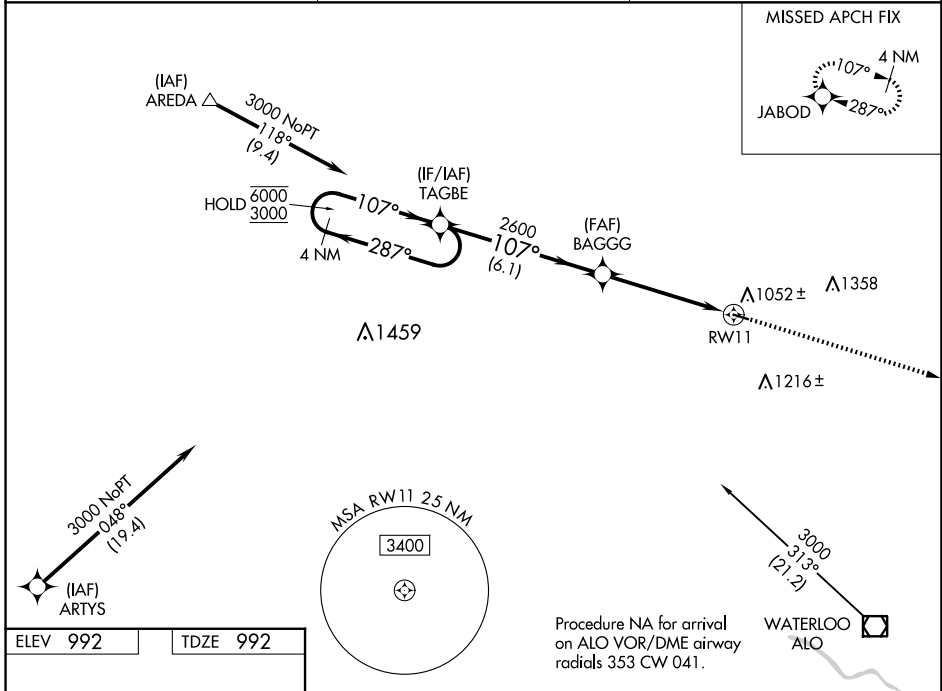 MISSED APCH FIX
4 NM
107°
287°
JABOD
(IAF)
AREDA
3000 NoPT
118°
(9.4)
(IF/IAF)
TAGBE
HOLD
6000
3000
107°
287°
4 NM
2600
107°
(6.1)
(FAF)
BAGGG
1052 ±
1358
RW11
1459
1216 ±
3000 NoPT
048°
(19.4)
(IAF)
ARTYS
MSA RW11 25 NM
3400
3000
313°
(21.2)
Procedure NA for arrival
on ALO VOR/DME airway
radials 353 CW 041.
WATERLOO
ALO
ELEV 992
TDZE 992